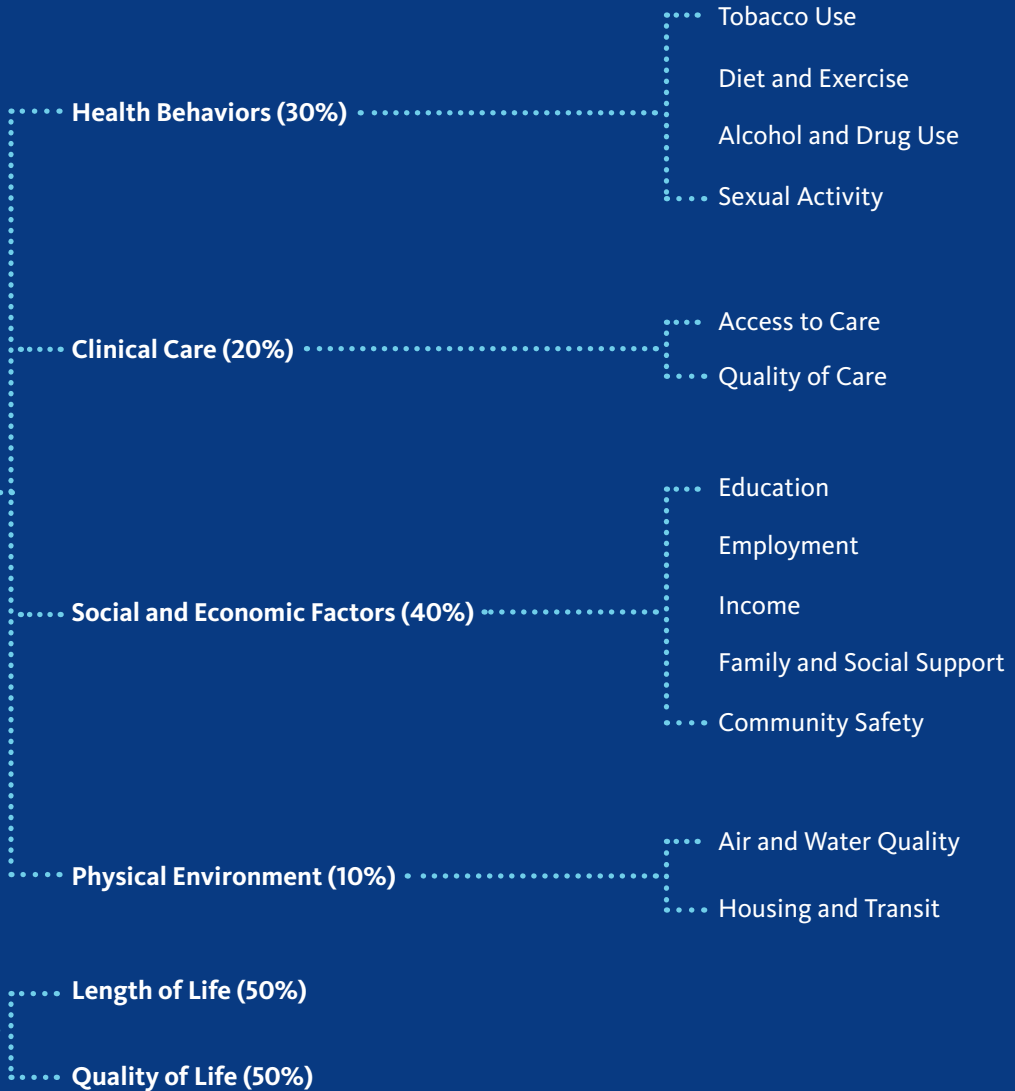 Health Behaviors (30%)
Tobacco Use
Diet and Exercise
Alcohol and Drug Use
Sexual Activity
Clinical Care (20%)
Access to Care
Quality of Care
Social and Economic Factors (40%)
Education
Employment
Income
Family and Social Support
Community Safety
Physical Environment (10%)
Air and Water Quality
Housing and Transit
Length of Life (50%)
Quality of Life (50%)